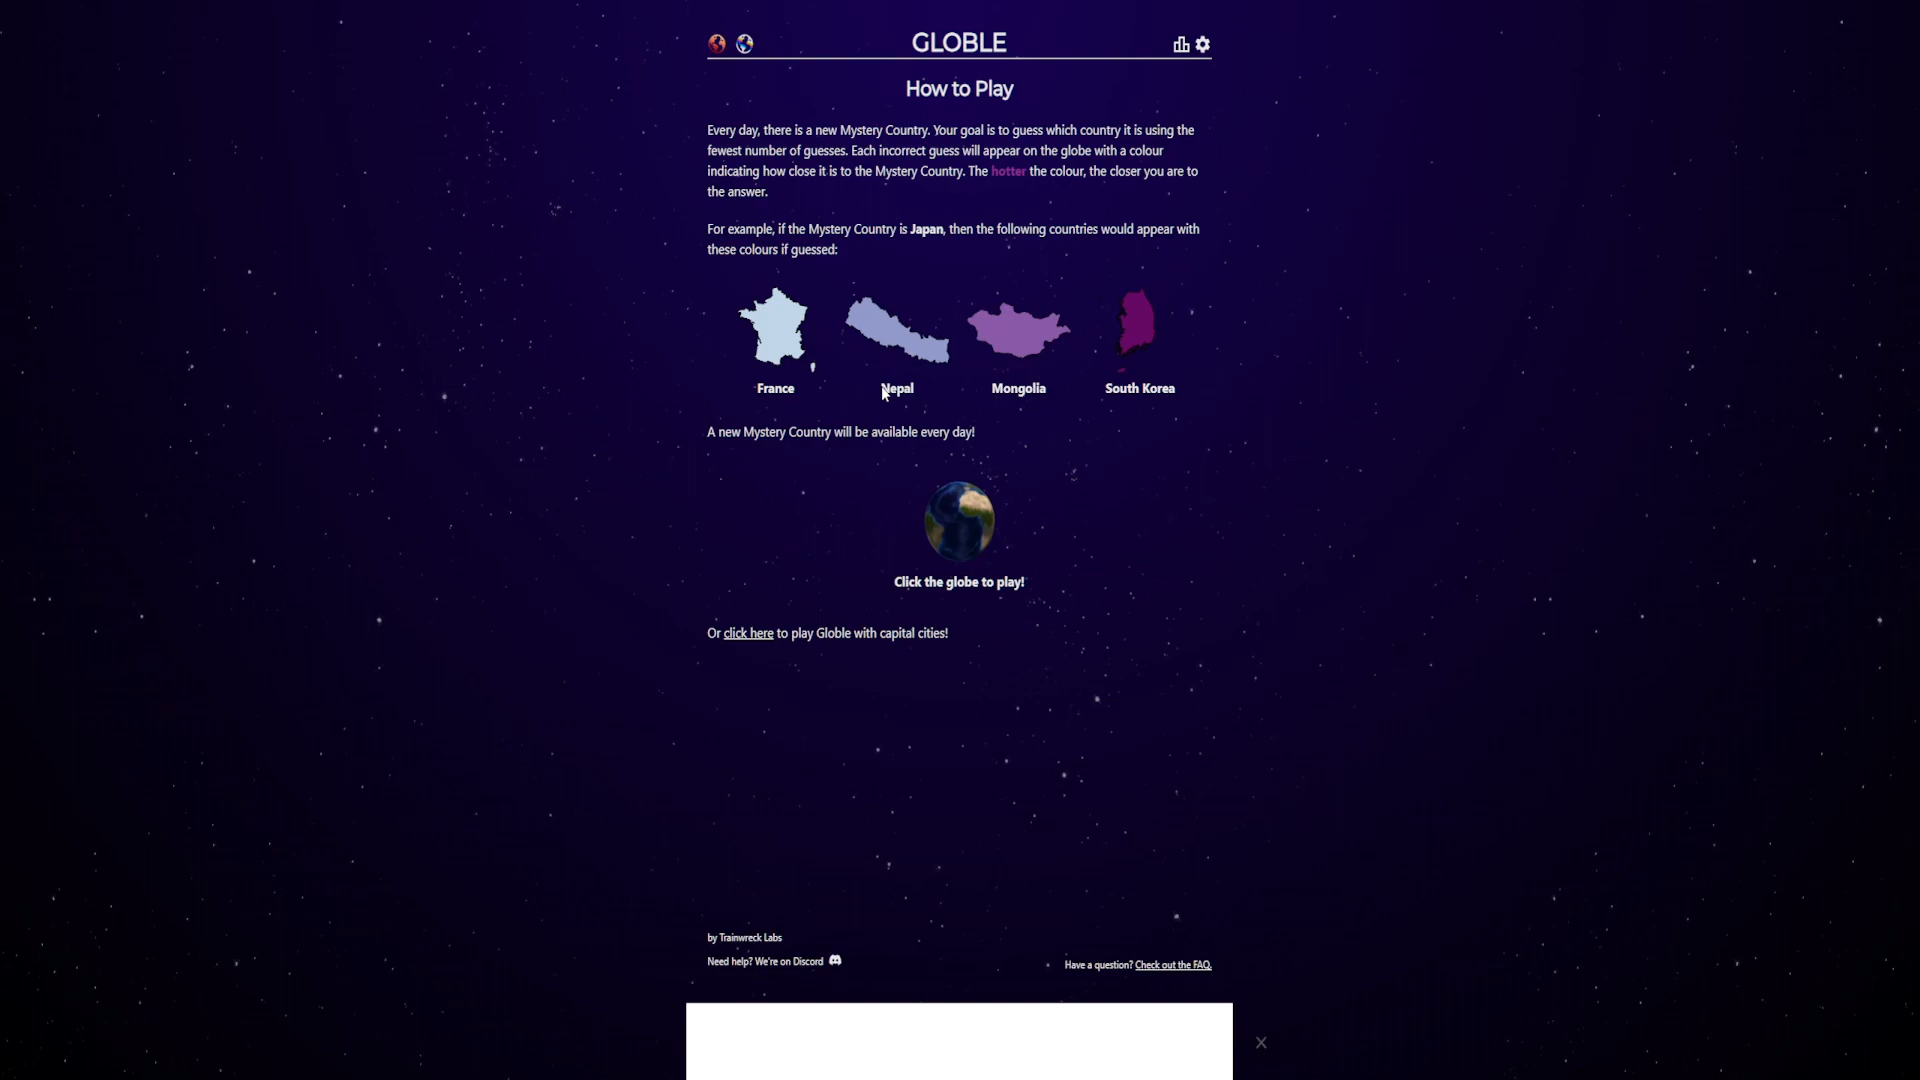 GLOBLE
How to Play
Every day, there is a new Mystery Country. Your goal is to guess which country it is using the
fewest number of guesses. Each incorrect guess will appear on the globe with a colour
indicating how close it is to the Mystery Country. The hotter the colour, the closer you are to
the answer.
For example, if the Mystery Country is Japan, then the following countries would appear with
these colours if guessed:
France Nepal Mongolia South Korea
A new Mystery Country will be available every day!
Click the globe to play!
Or click here to play Globle with capital cities!
by Trainwreck Labs
Need help? We're on Discord
Have a question? Check out the FAQ.
X